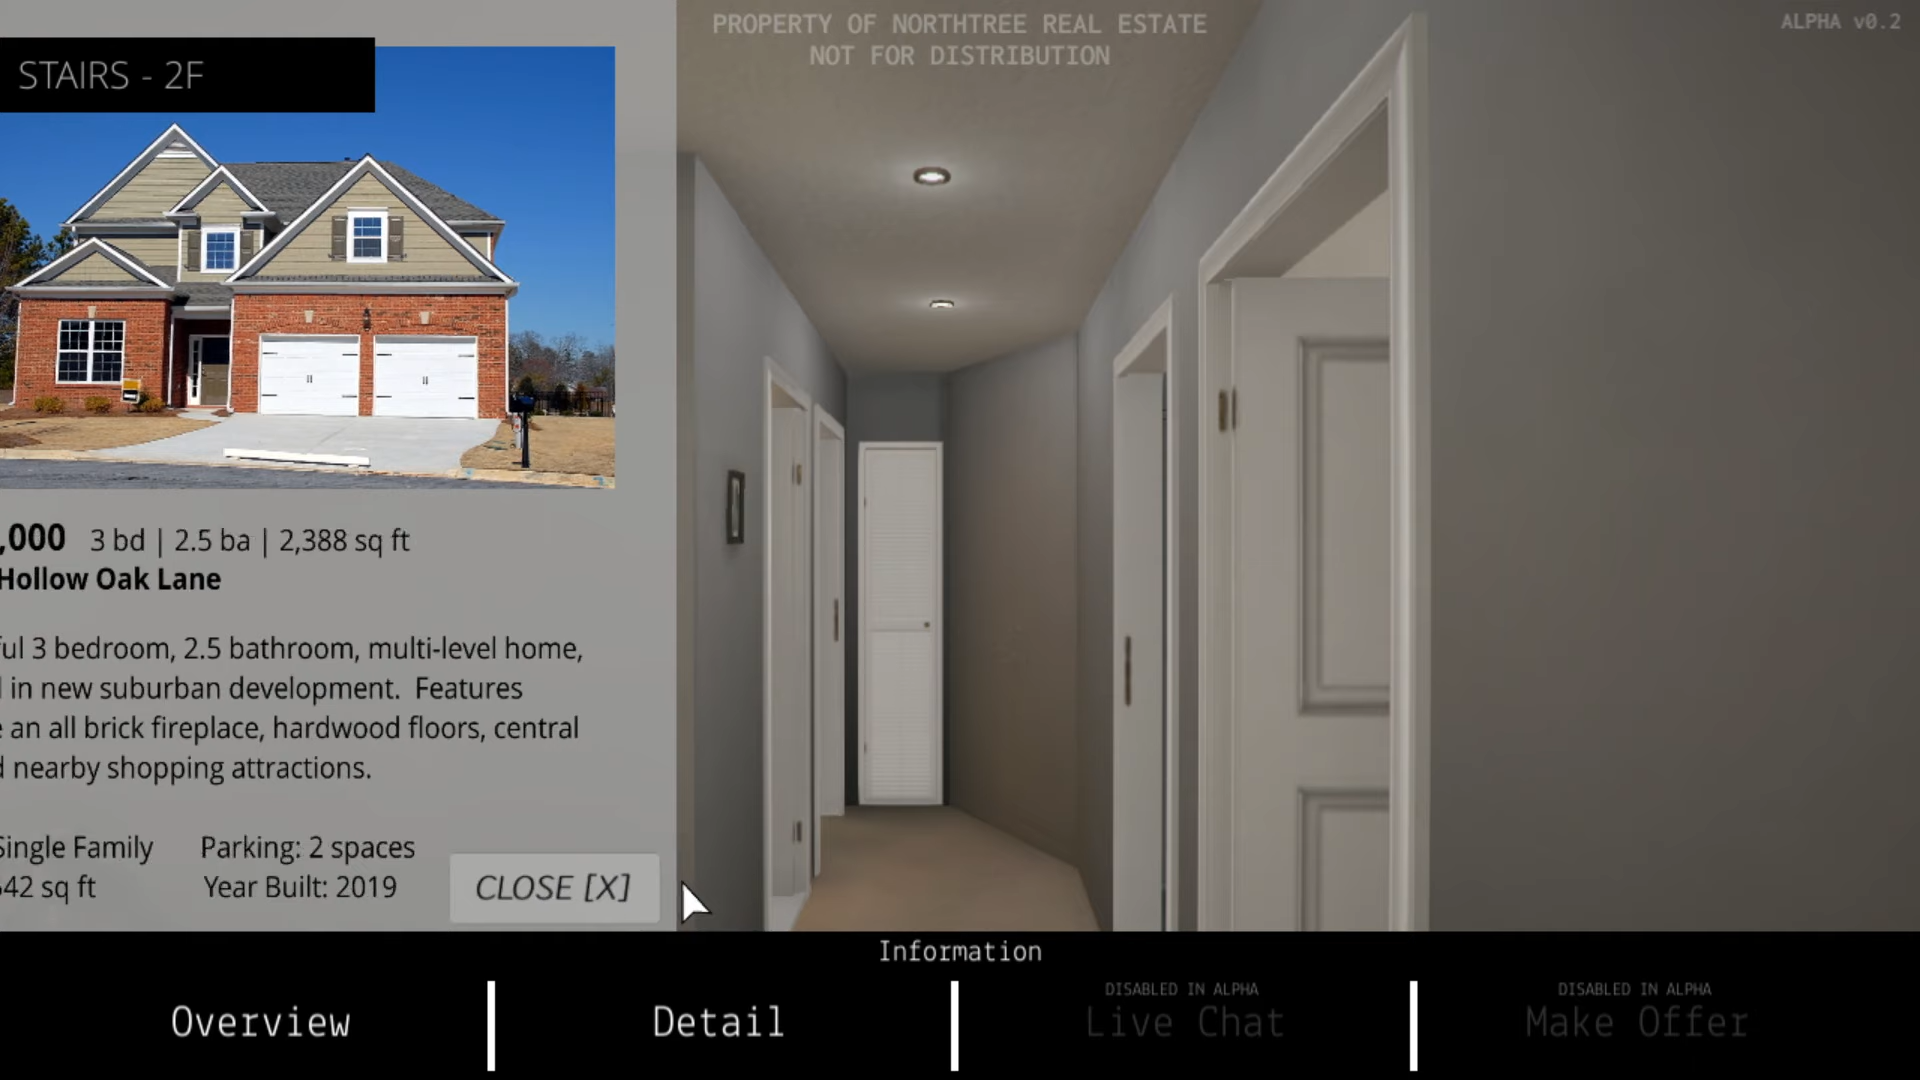 PROPERTY OF NORTHTREE REAL ESTATE
NOT FOR DISTRIBUTION
ALPHA v0.2
STAIRS - 2F
,000 3 bd | 2.5 ba | 2,388 sq ft
Hollow Oak Lane
ful 3 bedroom, 2.5 bathroom, multi-level home,
in new suburban development. Features
an all brick fireplace, hardwood floors, central
nearby shopping attractions.
Single Family Parking: 2 spaces
42 sq ft Year Built: 2019
CLOSE [X]
Information
Overview
Detail
DISABLED IN ALPHA
Live Chat
DISABLED IN ALPHA
Make Offer